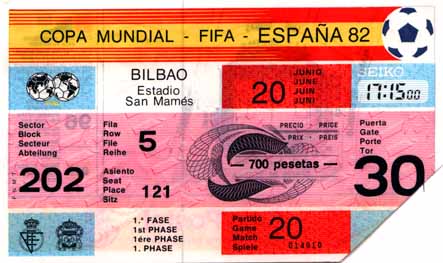 COPA MUNDIAL - FIFA - ESPAÑA 82
BILBAO
Estadio
San Mamés
20
JUNIO
JUNE
JUIN
JUNI
SEIKO
17:15 00
Sector
Block
Secteur
Abteilung
202
Fila
Row
File
Reihe
5
Asiento
Seat
Place
Sitz
121
PRECIO - PRICE
PRIX - PREIS
700 pesetas
Puerta
Gate
Porte
Tor
30
1.ª FASE
1st PHASE
1ére PHASE
1. PHASE
Partido
Game
Match
Spiele
20